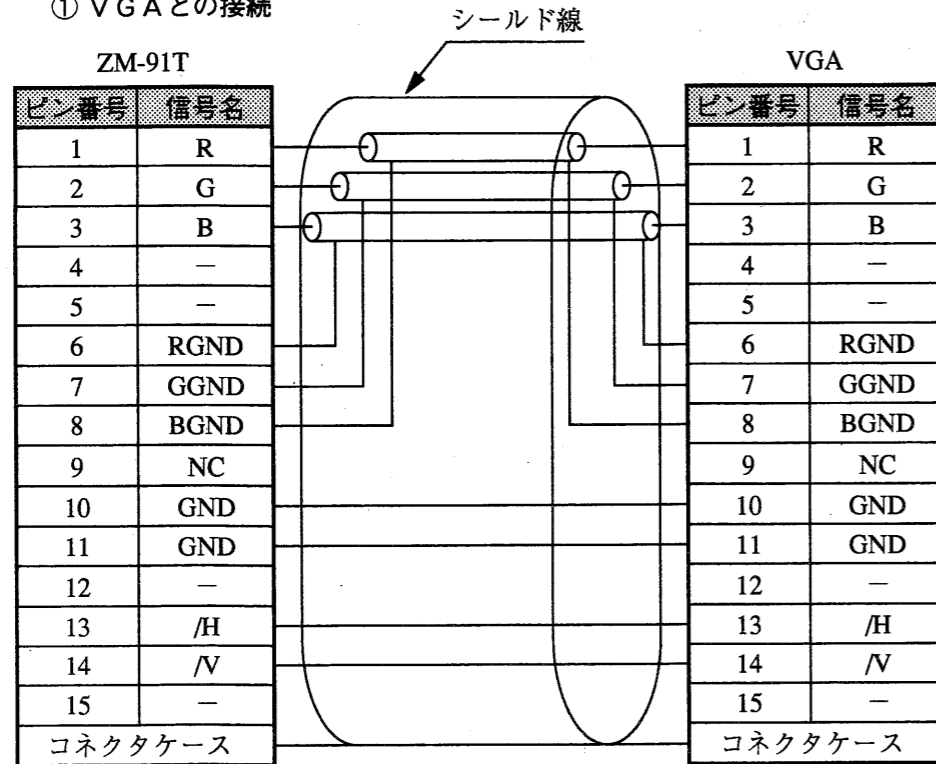 ① VGAとの接続
シールド線
ZM-91T
ピン番号 信号名
1 R
2 G
3 B
4 －
5 －
6 RGND
7 GGND
8 BGND
9 NC
10 GND
11 GND
12 －
13 /H
14 /V
15 －
コネクタケース
VGA
ピン番号 信号名
1 R
2 G
3 B
4 －
5 －
6 RGND
7 GGND
8 BGND
9 NC
10 GND
11 GND
12 －
13 /H
14 /V
15 －
コネクタケース